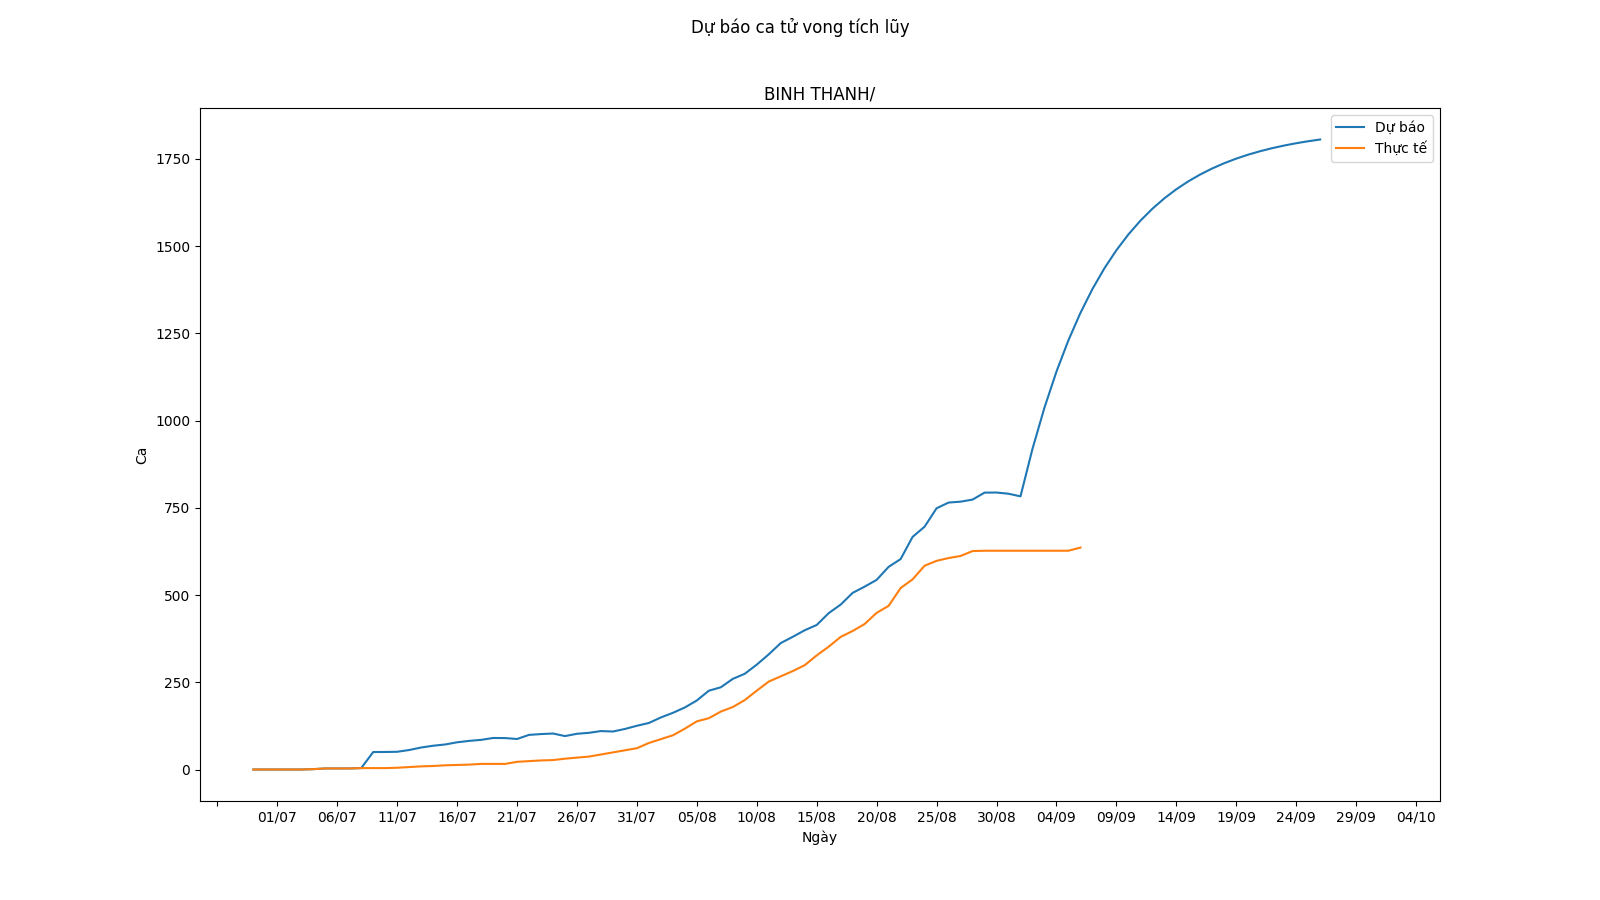 Dự báo ca tử vong tích lũy
BINH THANH/
Dự báo
Thực tế
1750
1500
1250
1000
750
500
250
0
Ca
01/07 06/07 11/07 16/07 21/07 26/07 31/07 05/08 10/08 15/08 20/08 25/08 30/08 04/09 09/09 14/09 19/09 24/09 29/09 04/10
Ngày